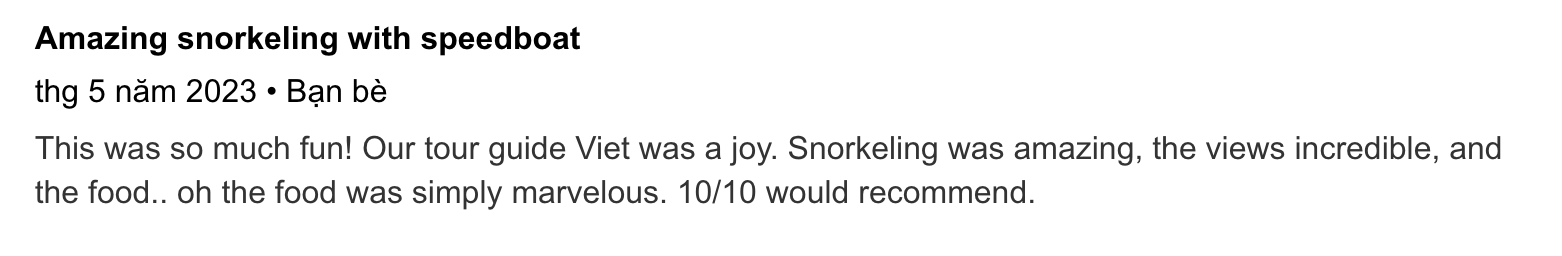 Amazing snorkeling with speedboat
thg 5 năm 2023 • Bạn bè
This was so much fun! Our tour guide Viet was a joy. Snorkeling was amazing, the views incredible, and
the food.. oh the food was simply marvelous. 10/10 would recommend.